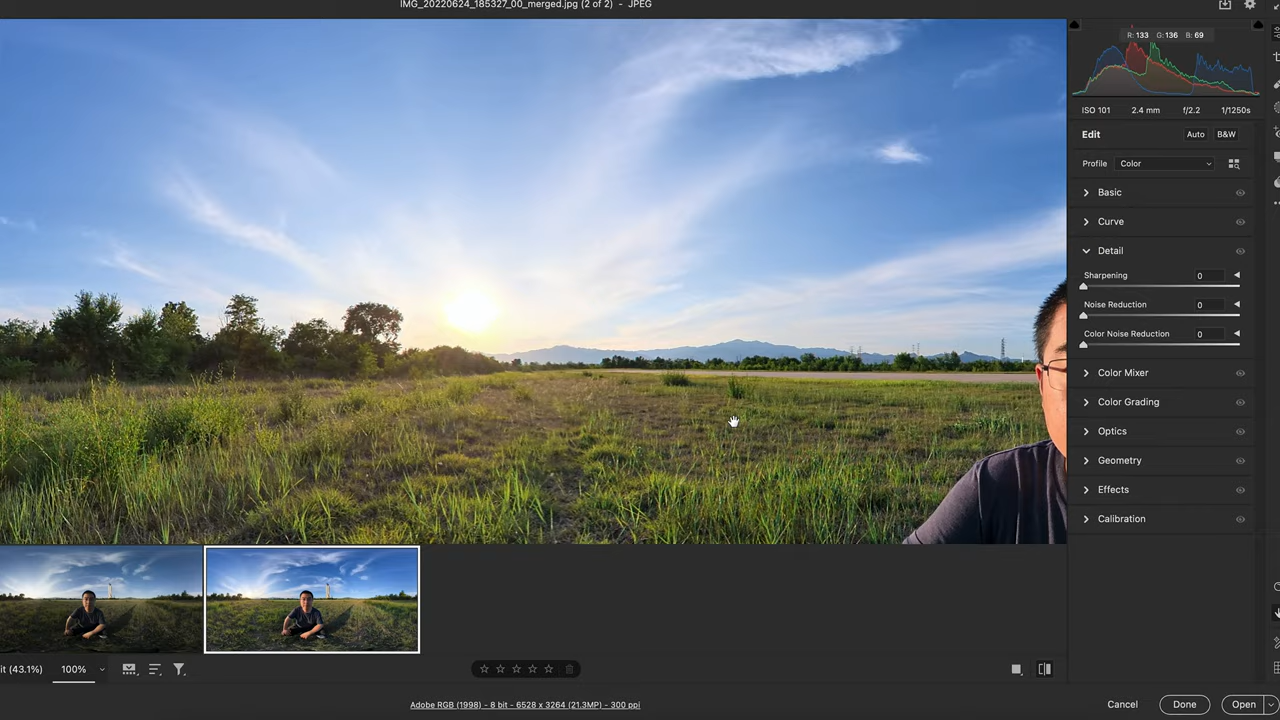 IMG_20220624_185327_00_merged.jpg (2 of 2) - JPEG
R: 133 G: 136 B: 69
ISO 101 2.4 mm f/2.2 1/1250s
Edit Auto B&W
Profile Color
Basic
Curve
Detail
Sharpening 0
Noise Reduction 0
Color Noise Reduction 0
Color Mixer
Color Grading
Optics
Geometry
Effects
Calibration
it (43.1%) 100%
Adobe RGB (1998) - 8 bit - 6528 x 3264 (21.3MP) - 300 ppi
Cancel Done Open